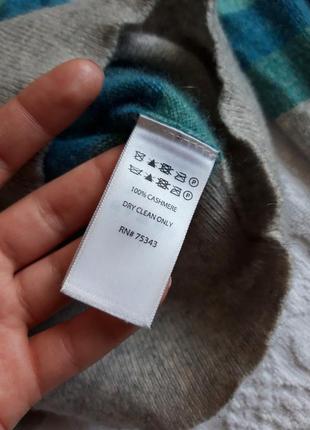 100% CASHMERE
DRY CLEAN ONLY
RN# 75343